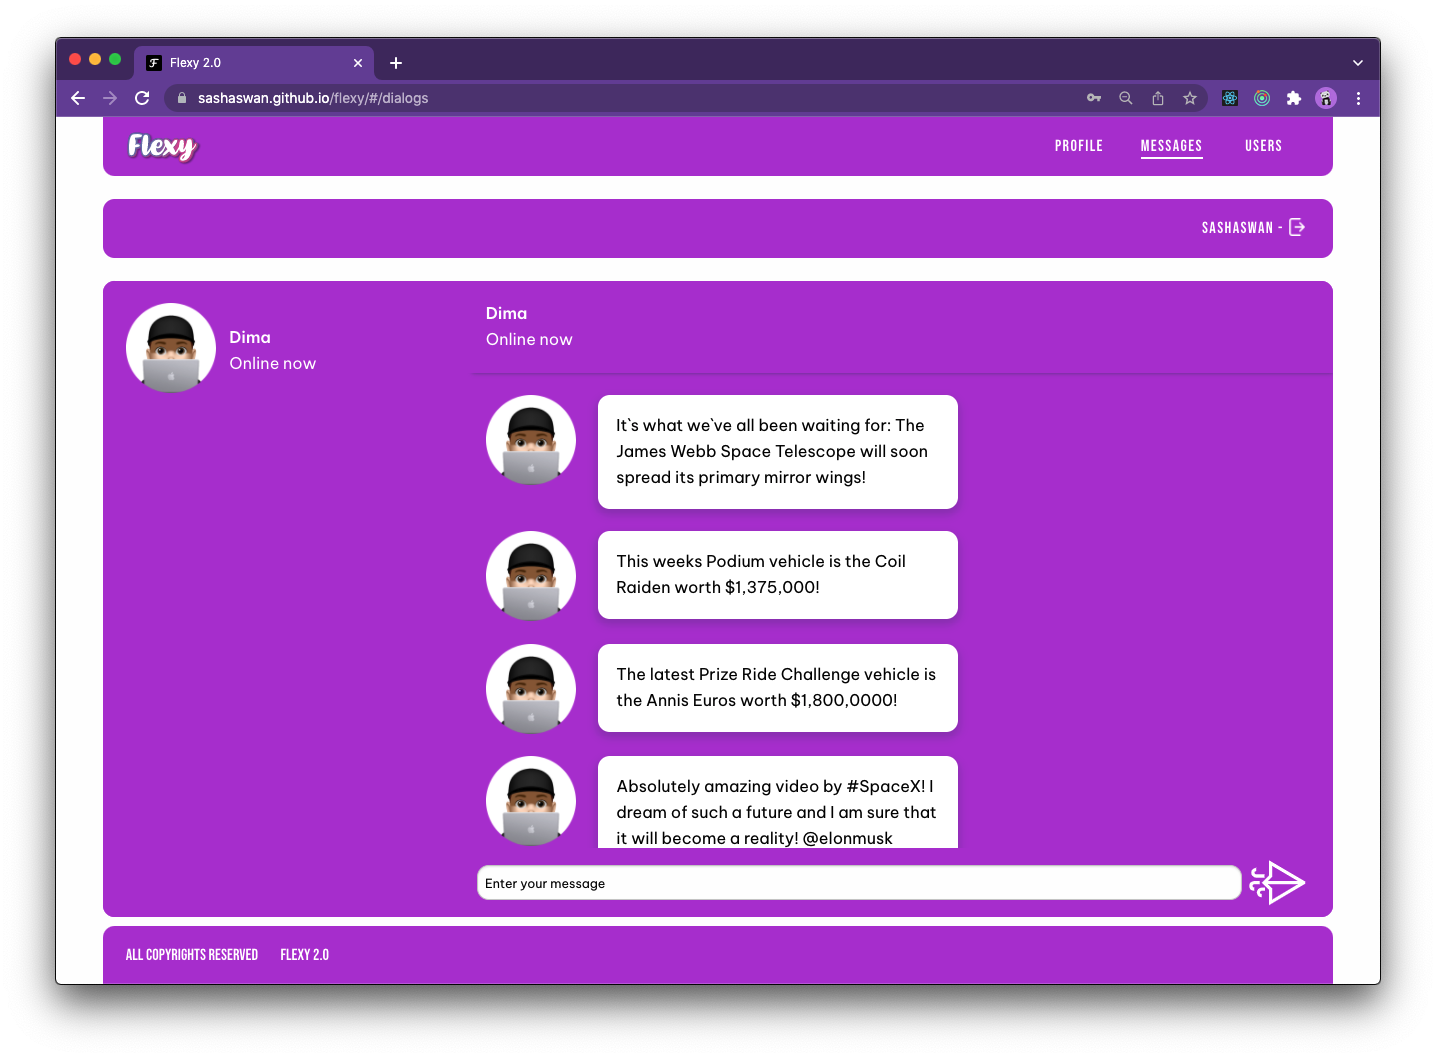 Flexy 2.0
sashaswan.github.io/flexy/#/dialogs
Flexy
PROFILE
MESSAGES
USERS
SASHASWAN -
Dima
Online now
Dima
Online now
It`s what we`ve all been waiting for: The
James Webb Space Telescope will soon
spread its primary mirror wings!
This weeks Podium vehicle is the Coil
Raiden worth $1,375,000!
The latest Prize Ride Challenge vehicle is
the Annis Euros worth $1,800,0000!
Absolutely amazing video by #SpaceX! I
dream of such a future and I am sure that
it will become a reality! @elonmusk
Enter your message
ALL COPYRIGHTS RESERVED
FLEXY 2.0